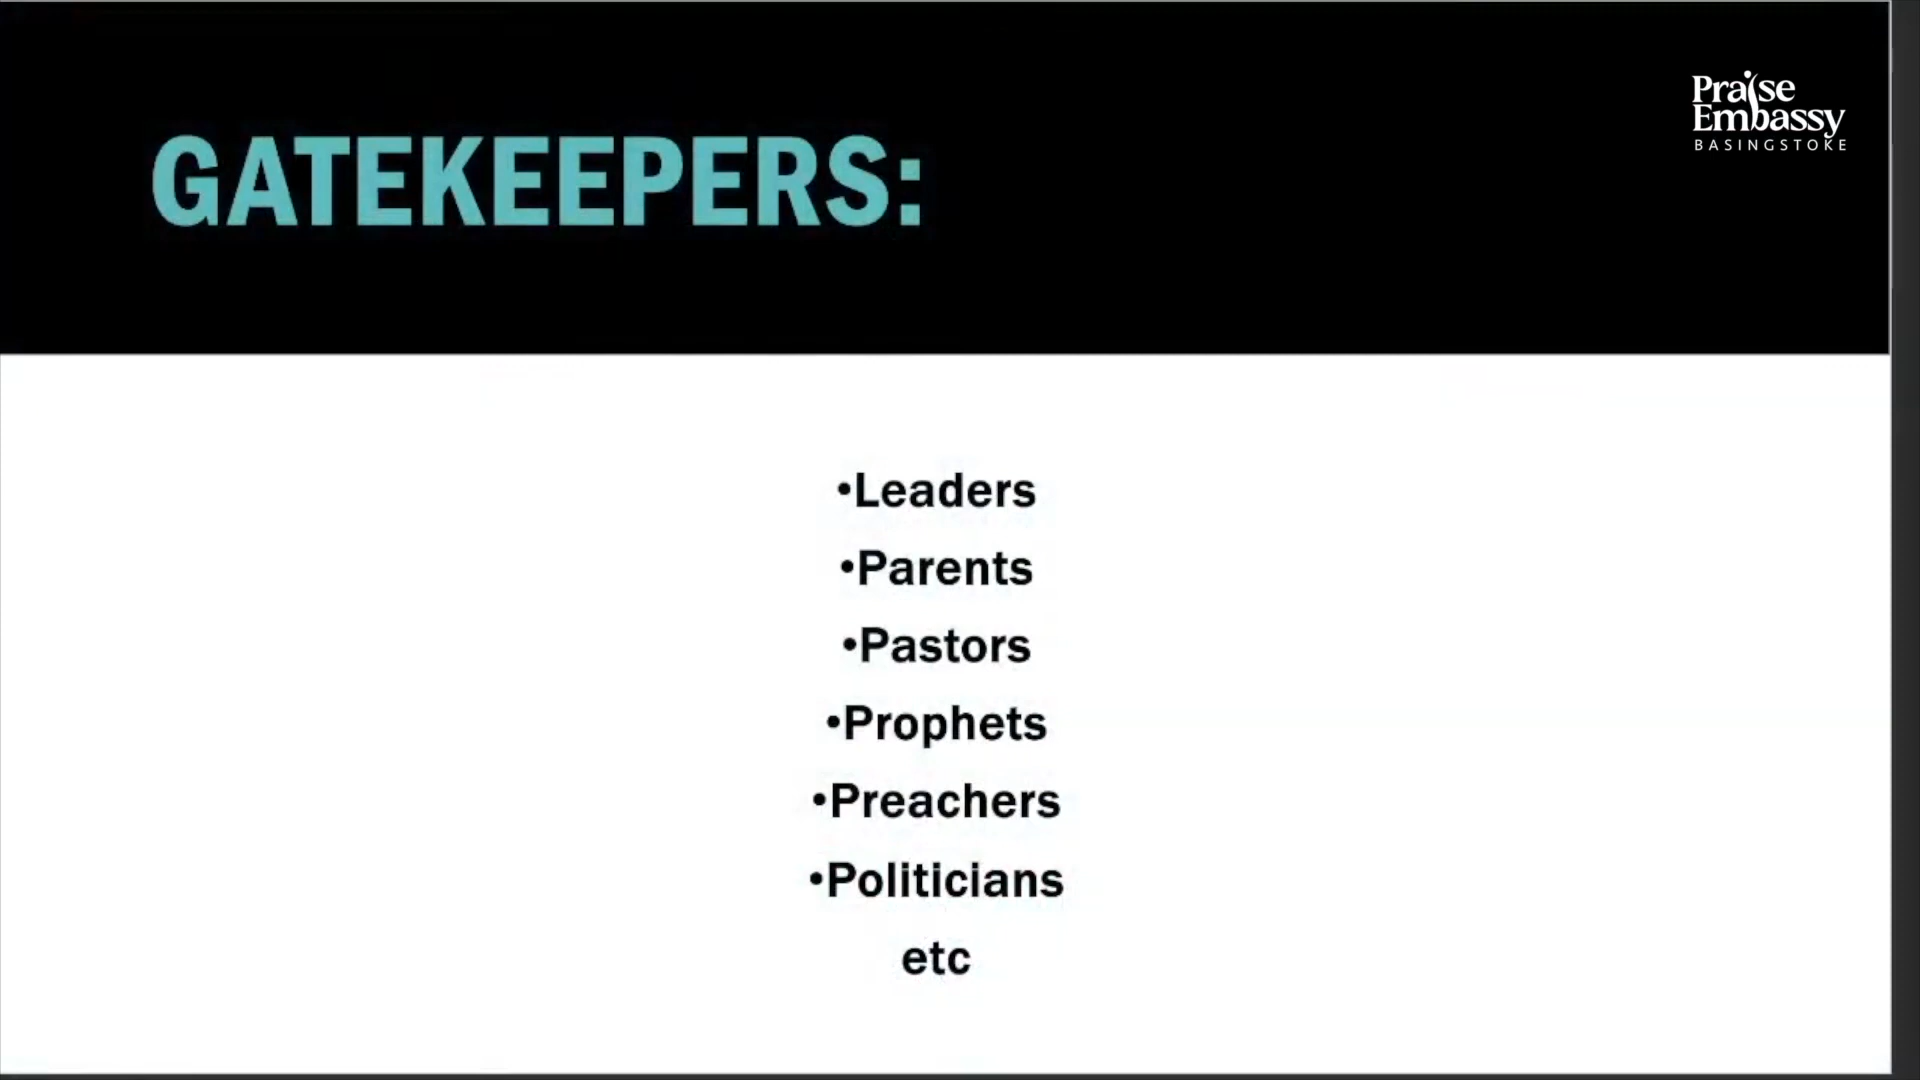 Praise
Embassy
BASINGSTOKE
GATEKEEPERS:
•Leaders
•Parents
•Pastors
•Prophets
•Preachers
•Politicians
etc